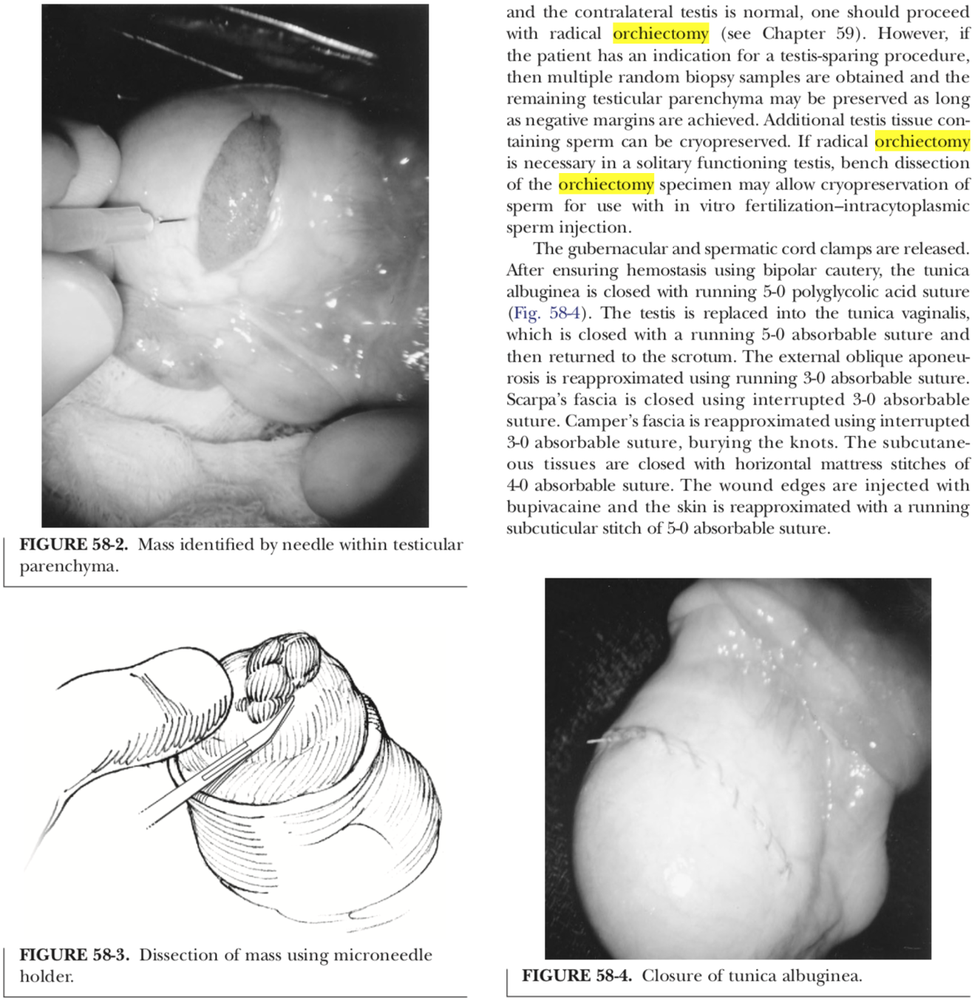 and the contralateral testis is normal, one should proceed
with radical orchiectomy (see Chapter 59). However, if
the patient has an indication for a testis-sparing procedure,
then multiple random biopsy samples are obtained and the
remaining testicular parenchyma may be preserved as long
as negative margins are achieved. Additional testis tissue con-
taining sperm can be cryopreserved. If radical orchiectomy
is necessary in a solitary functioning testis, bench dissection
of the orchiectomy specimen may allow cryopreservation of
sperm for use with in vitro fertilization–intracytoplasmic
sperm injection.
The gubernacular and spermatic cord clamps are released.
After ensuring hemostasis using bipolar cautery, the tunica
albuginea is closed with running 5-0 polyglycolic acid suture
(Fig. 58-4). The testis is replaced into the tunica vaginalis,
which is closed with a running 5-0 absorbable suture and
then returned to the scrotum. The external oblique aponeu-
rosis is reapproximated using running 3-0 absorbable suture.
Scarpa’s fascia is closed using interrupted 3-0 absorbable
suture. Camper’s fascia is reapproximated using interrupted
3-0 absorbable suture, burying the knots. The subcutane-
ous tissues are closed with horizontal mattress stitches of
4-0 absorbable suture. The wound edges are injected with
bupivacaine and the skin is reapproximated with a running
subcuticular stitch of 5-0 absorbable suture.
FIGURE 58-2. Mass identified by needle within testicular
parenchyma.
FIGURE 58-3. Dissection of mass using microneedle
holder.
FIGURE 58-4. Closure of tunica albuginea.